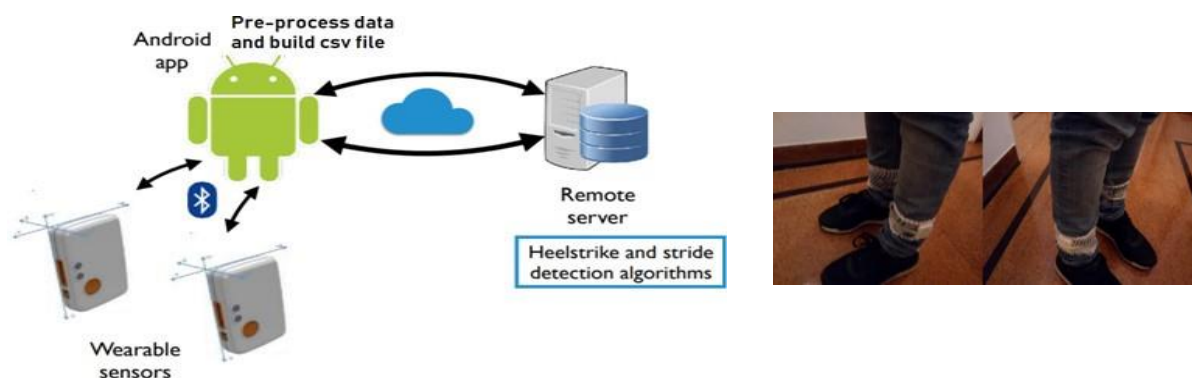 Pre-process data
and build csv file
Android
app
Remote
server
Heelstrike and stride
detection algorithms
Wearable
sensors